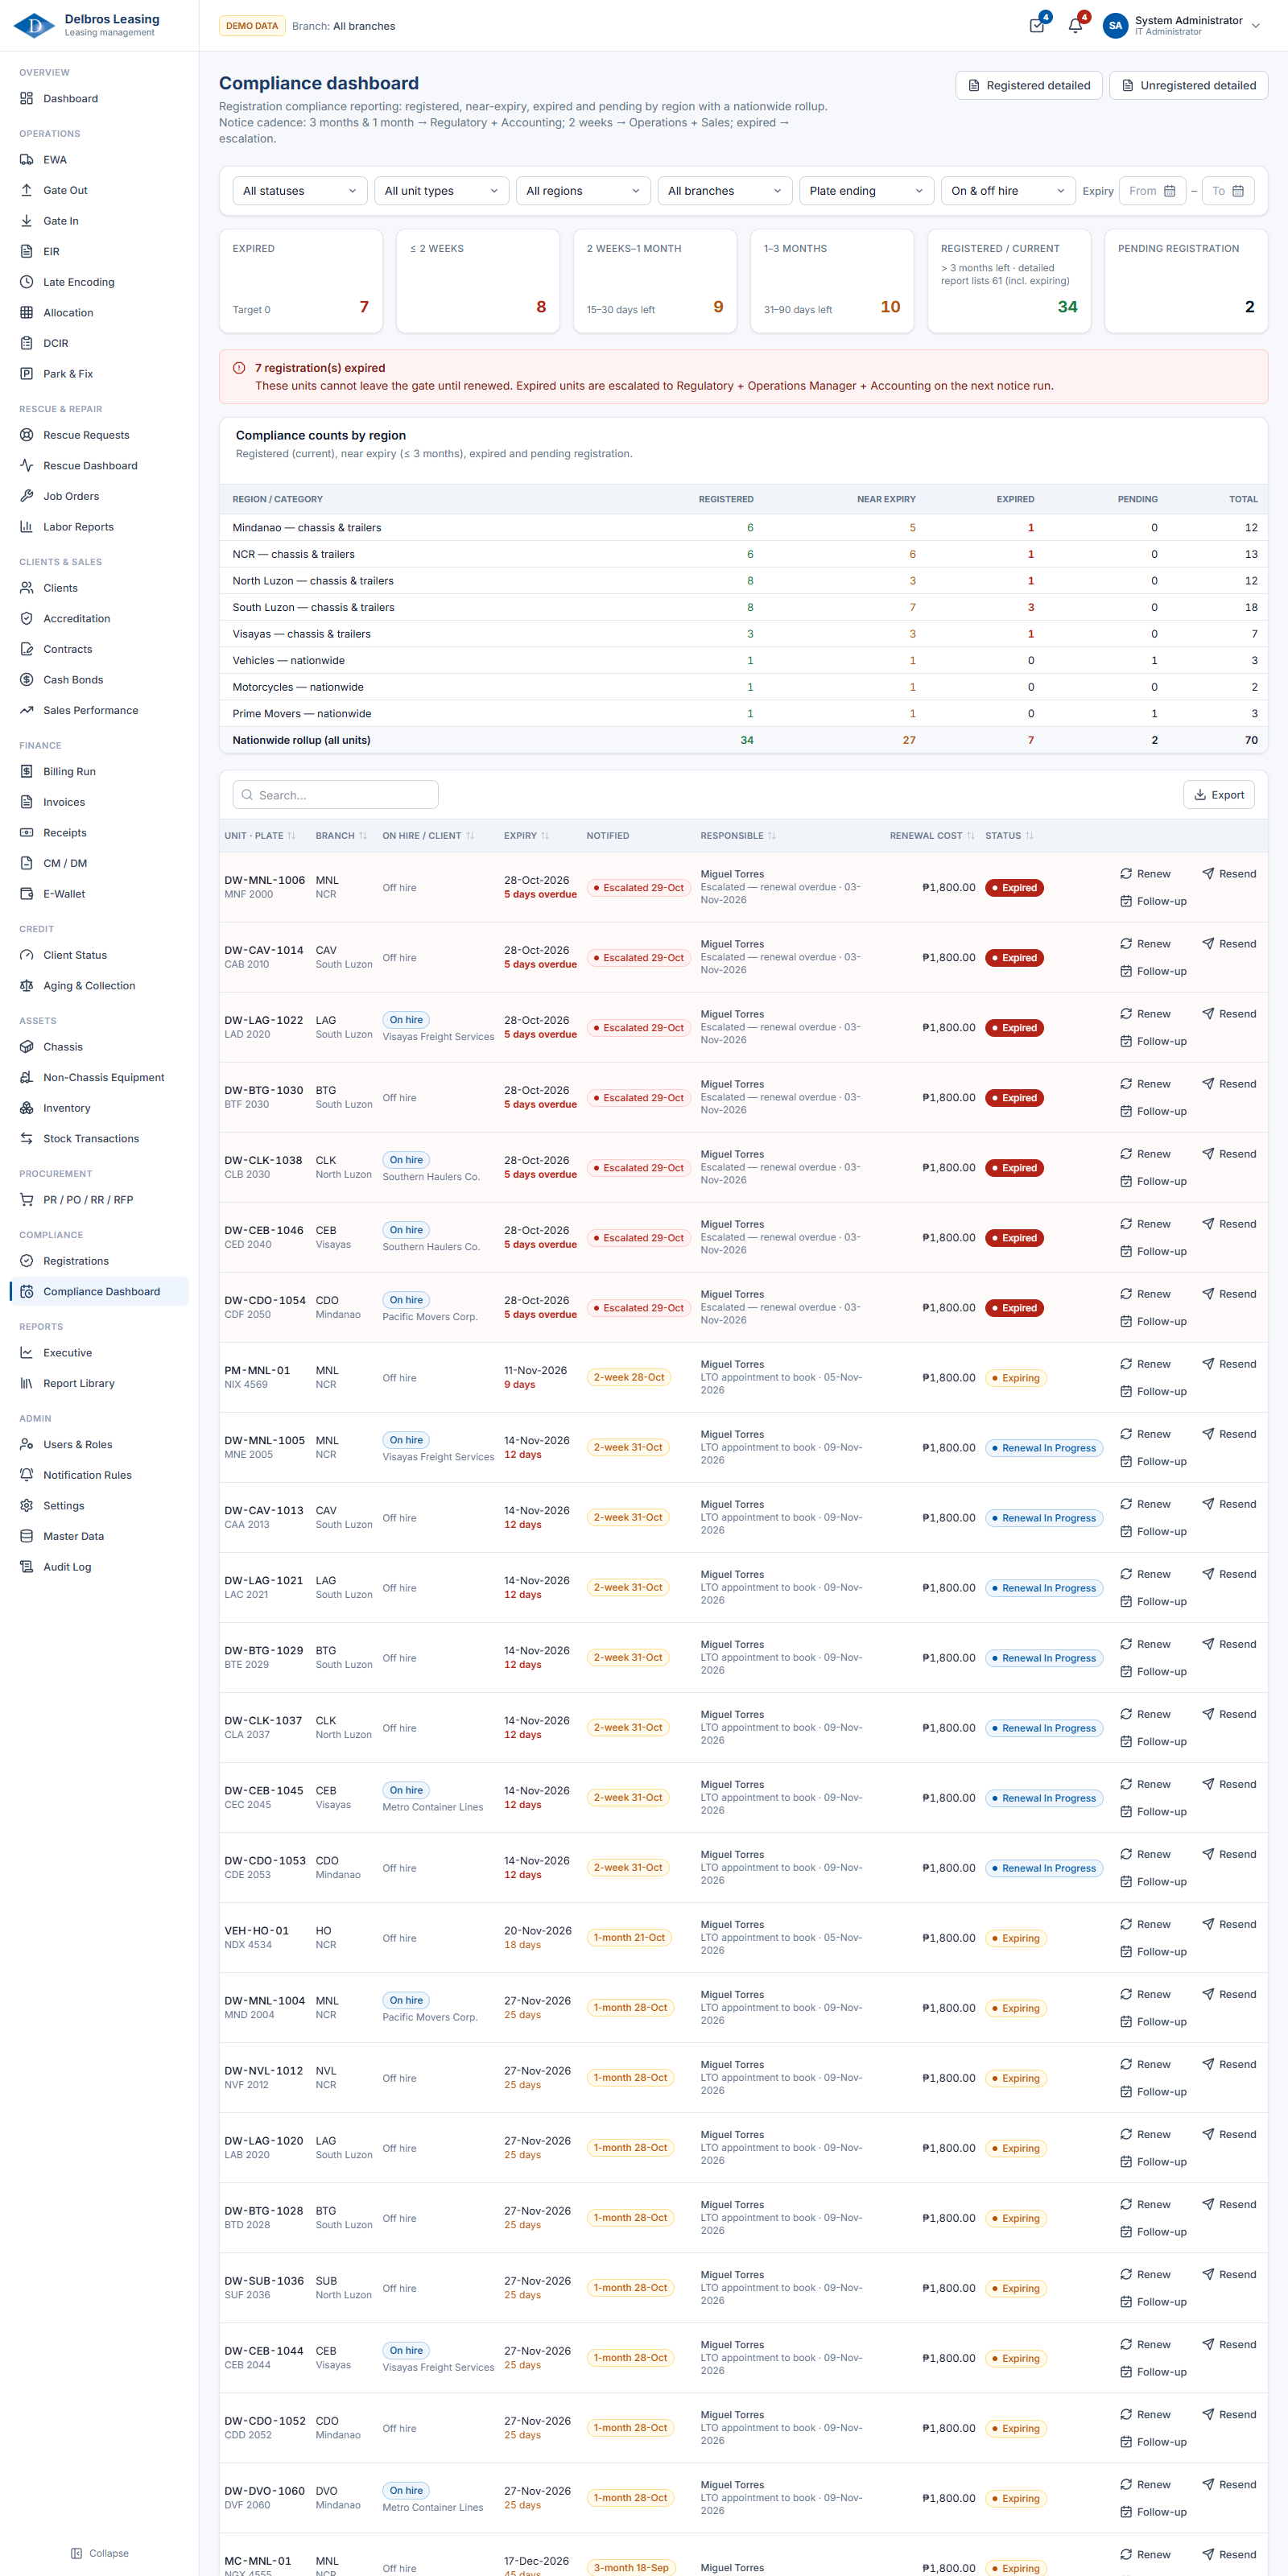 Delbros Leasing
Leasing management
DEMO DATA
Branch: All branches
4
4
SA
System Administrator
IT Administrator
OVERVIEW
Dashboard
OPERATIONS
EWA
Gate Out
Gate In
EIR
Late Encoding
Allocation
DCIR
Park & Fix
RESCUE & REPAIR
Rescue Requests
Rescue Dashboard
Job Orders
Labor Reports
CLIENTS & SALES
Clients
Accreditation
Contracts
Cash Bonds
Sales Performance
FINANCE
Billing Run
Invoices
Receipts
CM / DM
E-Wallet
CREDIT
Client Status
Aging & Collection
ASSETS
Chassis
Non-Chassis Equipment
Inventory
Stock Transactions
PROCUREMENT
PR / PO / RR / RFP
COMPLIANCE
Registrations
Compliance Dashboard
REPORTS
Executive
Report Library
ADMIN
Users & Roles
Notification Rules
Settings
Master Data
Audit Log
Collapse
Compliance dashboard
Registration compliance reporting: registered, near-expiry, expired and pending by region with a nationwide rollup.
Notice cadence: 3 months & 1 month → Regulatory + Accounting; 2 weeks → Operations + Sales; expired →
escalation.
Registered detailed
Unregistered detailed
All statuses
All unit types
All regions
All branches
Plate ending
On & off hire
Expiry
From
–
To
EXPIRED
Target 0
7
≤ 2 WEEKS
8
2 WEEKS–1 MONTH
15–30 days left
9
1–3 MONTHS
31–90 days left
10
REGISTERED / CURRENT
> 3 months left · detailed
report lists 61 (incl. expiring)
34
PENDING REGISTRATION
2
7 registration(s) expired
These units cannot leave the gate until renewed. Expired units are escalated to Regulatory + Operations Manager + Accounting on the next notice run.
Compliance counts by region
Registered (current), near expiry (≤ 3 months), expired and pending registration.
REGION / CATEGORY REGISTERED NEAR EXPIRY EXPIRED PENDING TOTAL
Mindanao — chassis & trailers 6 5 1 0 12
NCR — chassis & trailers 6 6 1 0 13
North Luzon — chassis & trailers 8 3 1 0 12
South Luzon — chassis & trailers 8 7 3 0 18
Visayas — chassis & trailers 3 3 1 0 7
Vehicles — nationwide 1 1 0 1 3
Motorcycles — nationwide 1 1 0 0 2
Prime Movers — nationwide 1 1 0 1 3
Nationwide rollup (all units) 34 27 7 2 70
Search...
Export
UNIT · PLATE BRANCH ON HIRE / CLIENT EXPIRY NOTIFIED RESPONSIBLE RENEWAL COST STATUS
DW-MNL-1006 MNL Off hire 28-Oct-2026 Escalated 29-Oct Miguel Torres ₱1,800.00 Expired Renew Resend
MNF 2000 NCR 5 days overdue Escalated — renewal overdue · 03-
Nov-2026 Follow-up
DW-CAV-1014 CAV Off hire 28-Oct-2026 Escalated 29-Oct Miguel Torres ₱1,800.00 Expired Renew Resend
CAB 2010 South Luzon 5 days overdue Escalated — renewal overdue · 03-
Nov-2026 Follow-up
DW-LAG-1022 LAG On hire 28-Oct-2026 Escalated 29-Oct Miguel Torres ₱1,800.00 Expired Renew Resend
LAD 2020 South Luzon Visayas Freight Services 5 days overdue Escalated — renewal overdue · 03-
Nov-2026 Follow-up
DW-BTG-1030 BTG Off hire 28-Oct-2026 Escalated 29-Oct Miguel Torres ₱1,800.00 Expired Renew Resend
BTF 2030 South Luzon 5 days overdue Escalated — renewal overdue · 03-
Nov-2026 Follow-up
DW-CLK-1038 CLK On hire 28-Oct-2026 Escalated 29-Oct Miguel Torres ₱1,800.00 Expired Renew Resend
CLB 2030 North Luzon Southern Haulers Co. 5 days overdue Escalated — renewal overdue · 03-
Nov-2026 Follow-up
DW-CEB-1046 CEB On hire 28-Oct-2026 Escalated 29-Oct Miguel Torres ₱1,800.00 Expired Renew Resend
CED 2040 Visayas Southern Haulers Co. 5 days overdue Escalated — renewal overdue · 03-
Nov-2026 Follow-up
DW-CDO-1054 CDO On hire 28-Oct-2026 Escalated 29-Oct Miguel Torres ₱1,800.00 Expired Renew Resend
CDF 2050 Mindanao Pacific Movers Corp. 5 days overdue Escalated — renewal overdue · 03-
Nov-2026 Follow-up
PM-MNL-01 MNL Off hire 11-Nov-2026 2-week 28-Oct Miguel Torres ₱1,800.00 Expiring Renew Resend
NIX 4569 NCR 9 days LTO appointment to book · 05-Nov-
2026 Follow-up
DW-MNL-1005 MNL On hire 14-Nov-2026 2-week 31-Oct Miguel Torres ₱1,800.00 Renewal In Progress Renew Resend
MNE 2005 NCR Visayas Freight Services 12 days LTO appointment to book · 09-Nov-
2026 Follow-up
DW-CAV-1013 CAV Off hire 14-Nov-2026 2-week 31-Oct Miguel Torres ₱1,800.00 Renewal In Progress Renew Resend
CAA 2013 South Luzon 12 days LTO appointment to book · 09-Nov-
2026 Follow-up
DW-LAG-1021 LAG Off hire 14-Nov-2026 2-week 31-Oct Miguel Torres ₱1,800.00 Renewal In Progress Renew Resend
LAC 2021 South Luzon 12 days LTO appointment to book · 09-Nov-
2026 Follow-up
DW-BTG-1029 BTG Off hire 14-Nov-2026 2-week 31-Oct Miguel Torres ₱1,800.00 Renewal In Progress Renew Resend
BTE 2029 South Luzon 12 days LTO appointment to book · 09-Nov-
2026 Follow-up
DW-CLK-1037 CLK Off hire 14-Nov-2026 2-week 31-Oct Miguel Torres ₱1,800.00 Renewal In Progress Renew Resend
CLA 2037 North Luzon 12 days LTO appointment to book · 09-Nov-
2026 Follow-up
DW-CEB-1045 CEB On hire 14-Nov-2026 2-week 31-Oct Miguel Torres ₱1,800.00 Renewal In Progress Renew Resend
CEC 2045 Visayas Metro Container Lines 12 days LTO appointment to book · 09-Nov-
2026 Follow-up
DW-CDO-1053 CDO Off hire 14-Nov-2026 2-week 31-Oct Miguel Torres ₱1,800.00 Renewal In Progress Renew Resend
CDE 2053 Mindanao 12 days LTO appointment to book · 09-Nov-
2026 Follow-up
VEH-HO-01 HO Off hire 20-Nov-2026 1-month 21-Oct Miguel Torres ₱1,800.00 Expiring Renew Resend
NDX 4534 NCR 18 days LTO appointment to book · 05-Nov-
2026 Follow-up
DW-MNL-1004 MNL On hire 27-Nov-2026 1-month 28-Oct Miguel Torres ₱1,800.00 Expiring Renew Resend
MND 2004 NCR Pacific Movers Corp. 25 days LTO appointment to book · 09-Nov-
2026 Follow-up
DW-NVL-1012 NVL Off hire 27-Nov-2026 1-month 28-Oct Miguel Torres ₱1,800.00 Expiring Renew Resend
NVF 2012 NCR 25 days LTO appointment to book · 09-Nov-
2026 Follow-up
DW-LAG-1020 LAG Off hire 27-Nov-2026 1-month 28-Oct Miguel Torres ₱1,800.00 Expiring Renew Resend
LAB 2020 South Luzon 25 days LTO appointment to book · 09-Nov-
2026 Follow-up
DW-BTG-1028 BTG Off hire 27-Nov-2026 1-month 28-Oct Miguel Torres ₱1,800.00 Expiring Renew Resend
BTD 2028 South Luzon 25 days LTO appointment to book · 09-Nov-
2026 Follow-up
DW-SUB-1036 SUB Off hire 27-Nov-2026 1-month 28-Oct Miguel Torres ₱1,800.00 Expiring Renew Resend
SUF 2036 North Luzon 25 days LTO appointment to book · 09-Nov-
2026 Follow-up
DW-CEB-1044 CEB On hire 27-Nov-2026 1-month 28-Oct Miguel Torres ₱1,800.00 Expiring Renew Resend
CEB 2044 Visayas Visayas Freight Services 25 days LTO appointment to book · 09-Nov-
2026 Follow-up
DW-CDO-1052 CDO Off hire 27-Nov-2026 1-month 28-Oct Miguel Torres ₱1,800.00 Expiring Renew Resend
CDD 2052 Mindanao 25 days LTO appointment to book · 09-Nov-
2026 Follow-up
DW-DVO-1060 DVO On hire 27-Nov-2026 1-month 28-Oct Miguel Torres ₱1,800.00 Expiring Renew Resend
DVF 2060 Mindanao Metro Container Lines 25 days LTO appointment to book · 09-Nov-
2026 Follow-up
MC-MNL-01 MNL Off hire 17-Dec-2026 3-month 18-Sep Miguel Torres ₱1,800.00 Expiring Renew Resend
NGX 4555 NCR 45 days